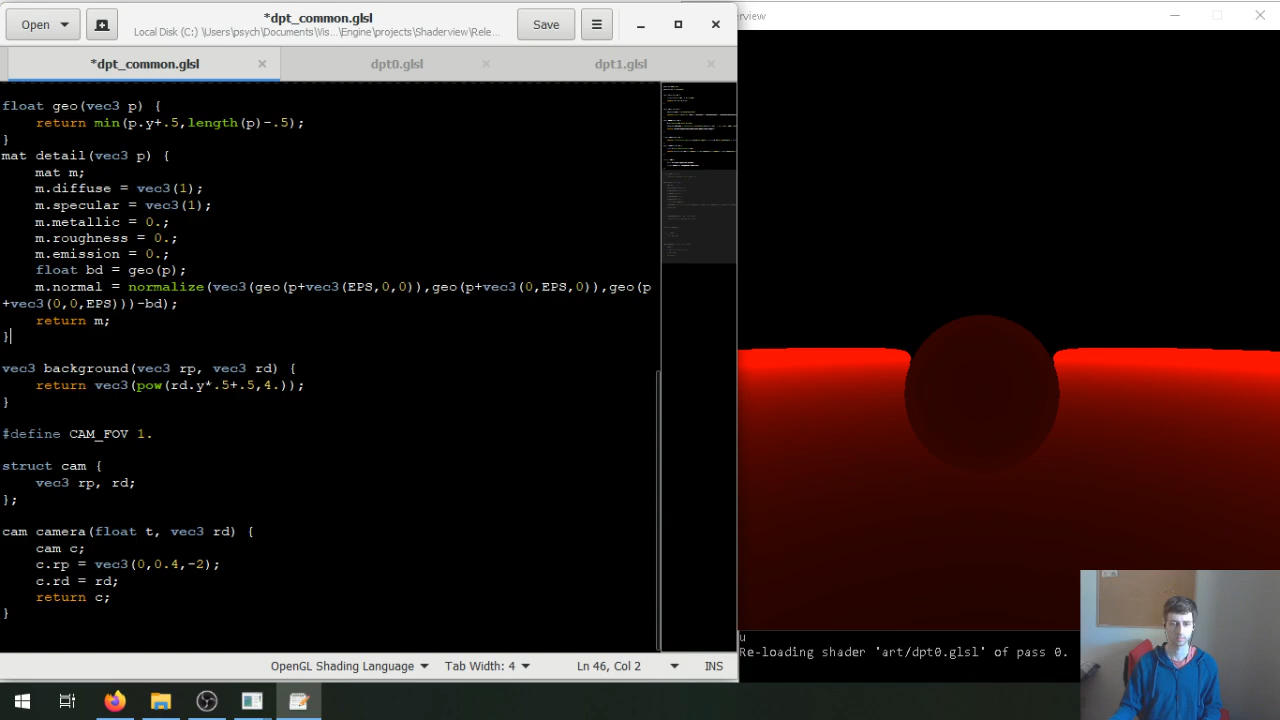 Open
*dpt_common.glsl
Local Disk (C:) \Users\psych\Documents\Vis...\Engine\projects\Shaderview\Rele...
Save
erview
*dpt_common.glsl
dpt0.glsl
dpt1.glsl
float geo(vec3 p) {
    return min(p.y+.5,length(p)-.5);
}
mat detail(vec3 p) {
    mat m;
    m.diffuse = vec3(1);
    m.specular = vec3(1);
    m.metallic = 0.;
    m.roughness = 0.;
    m.emission = 0.;
    float bd = geo(p);
    m.normal = normalize(vec3(geo(p+vec3(EPS,0,0)),geo(p+vec3(0,EPS,0)),geo(p
+vec3(0,0,EPS)))-bd);
    return m;
}
vec3 background(vec3 rp, vec3 rd) {
    return vec3(pow(rd.y*.5+.5,4.));
}
#define CAM_FOV 1.
struct cam {
    vec3 rp, rd;
};
cam camera(float t, vec3 rd) {
    cam c;
    c.rp = vec3(0,0.4,-2);
    c.rd = rd;
    return c;
}
u
Re-loading shader 'art/dpt0.glsl' of pass 0.
OpenGL Shading Language
Tab Width: 4
Ln 46, Col 2
INS